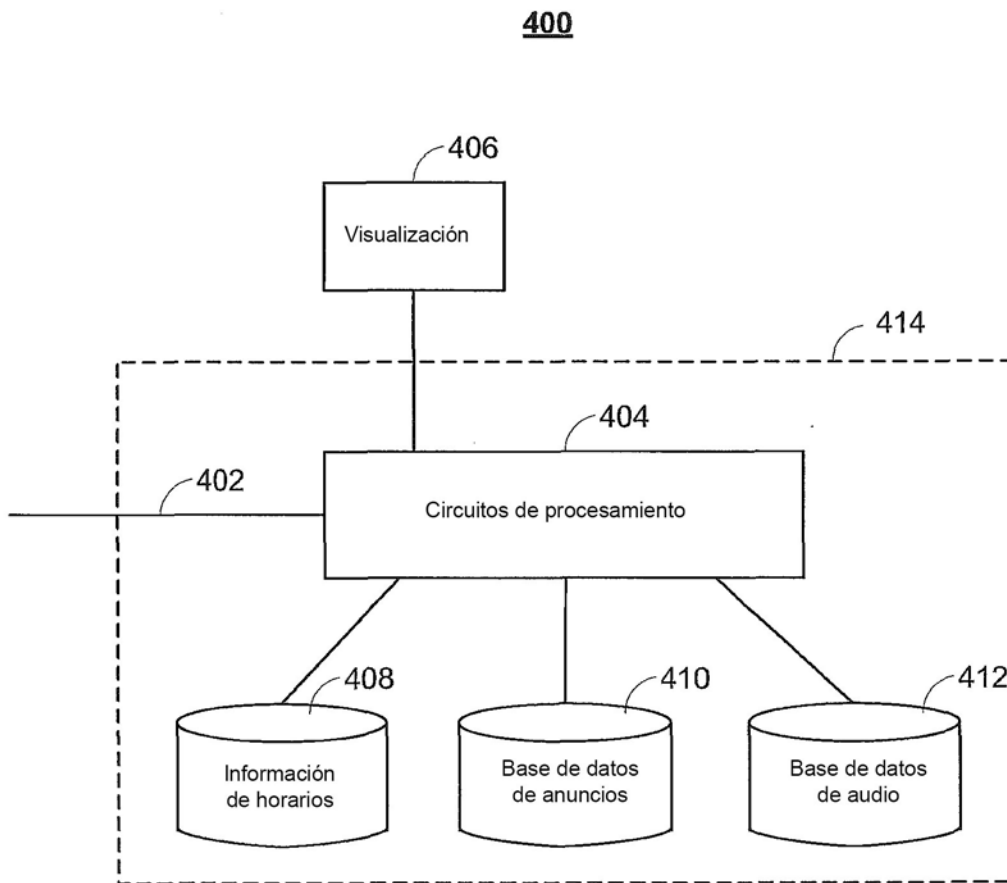 400
406
Visualización
414
404
402
Circuitos de procesamiento
408
410
412
Información
de horarios
Base de datos
de anuncios
Base de datos
de audio